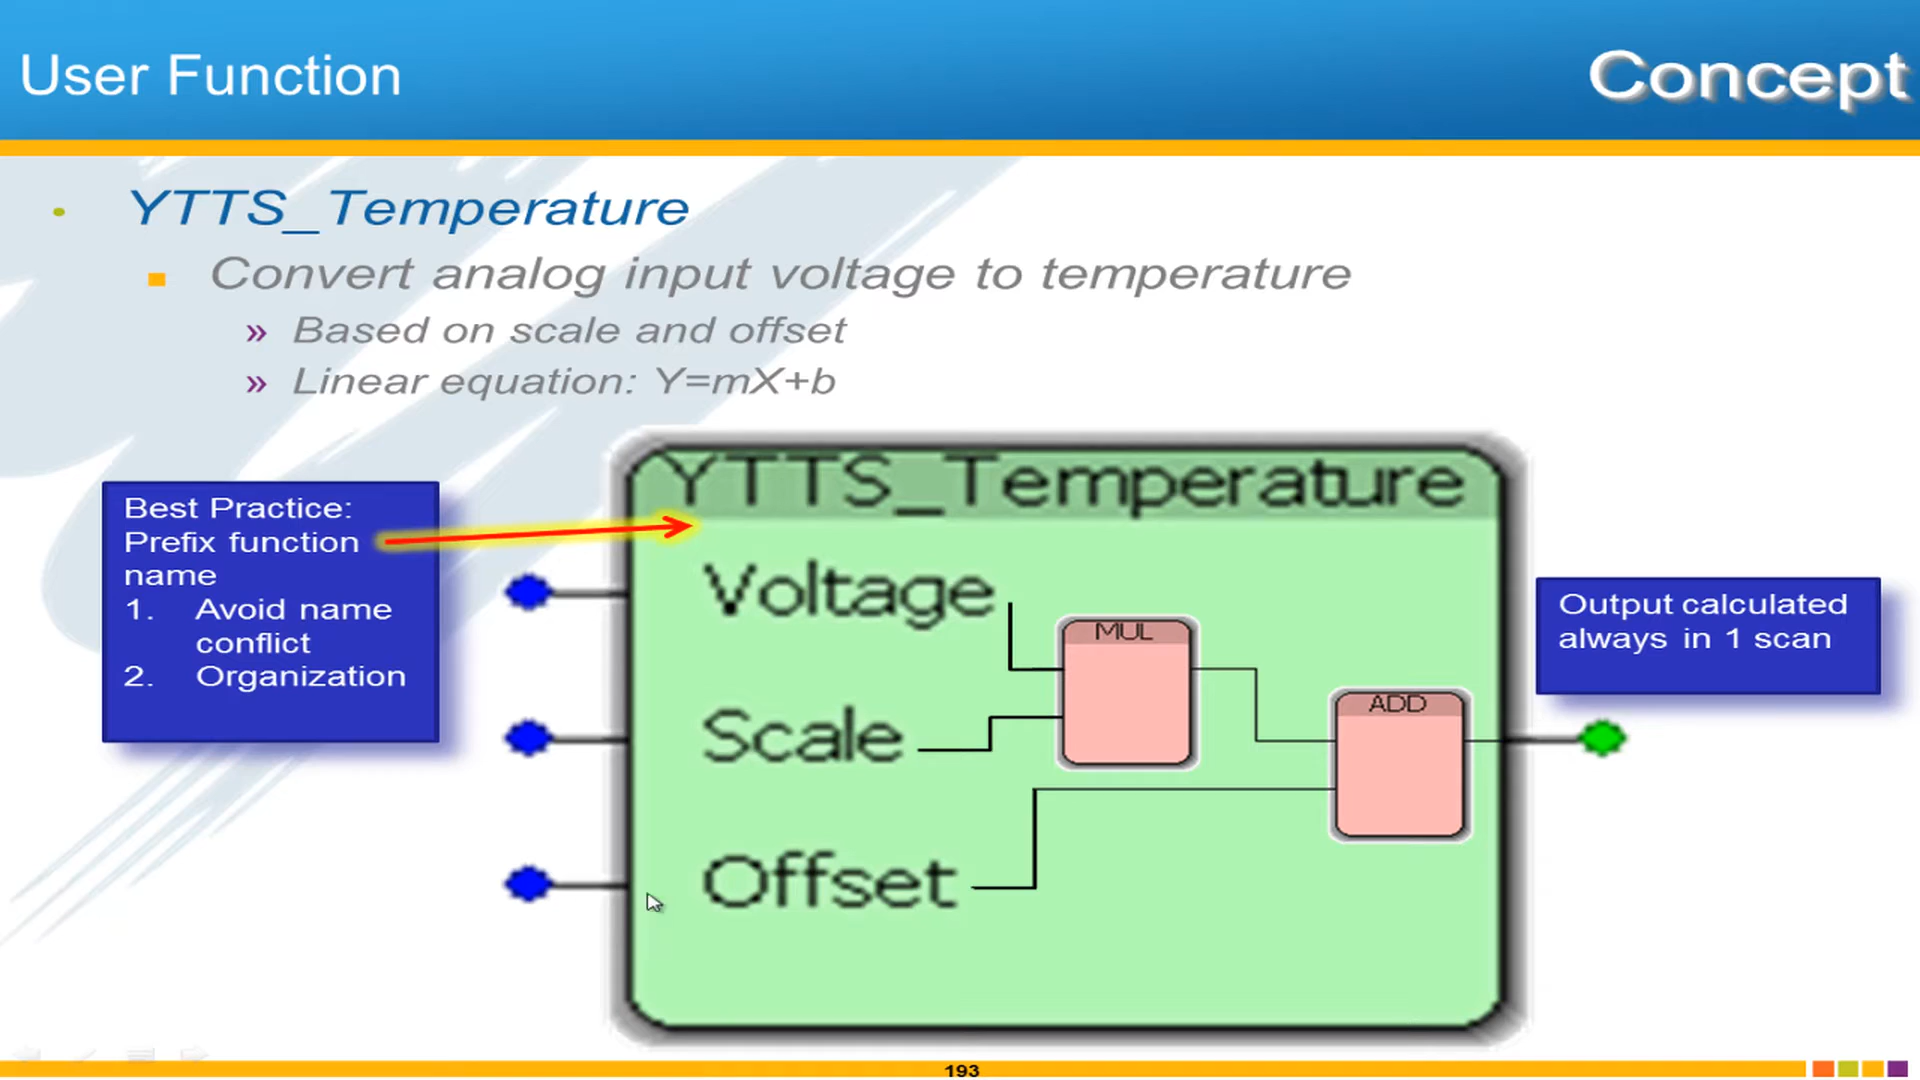 User Function
Concept
• YTTS_Temperature
Convert analog input voltage to temperature
» Based on scale and offset
» Linear equation: Y=mX+b
Best Practice:
Prefix function
name
1. Avoid name
conflict
2. Organization
YTTS_Temperature
Voltage
MUL
Scale
ADD
Offset
Output calculated
always in 1 scan
193